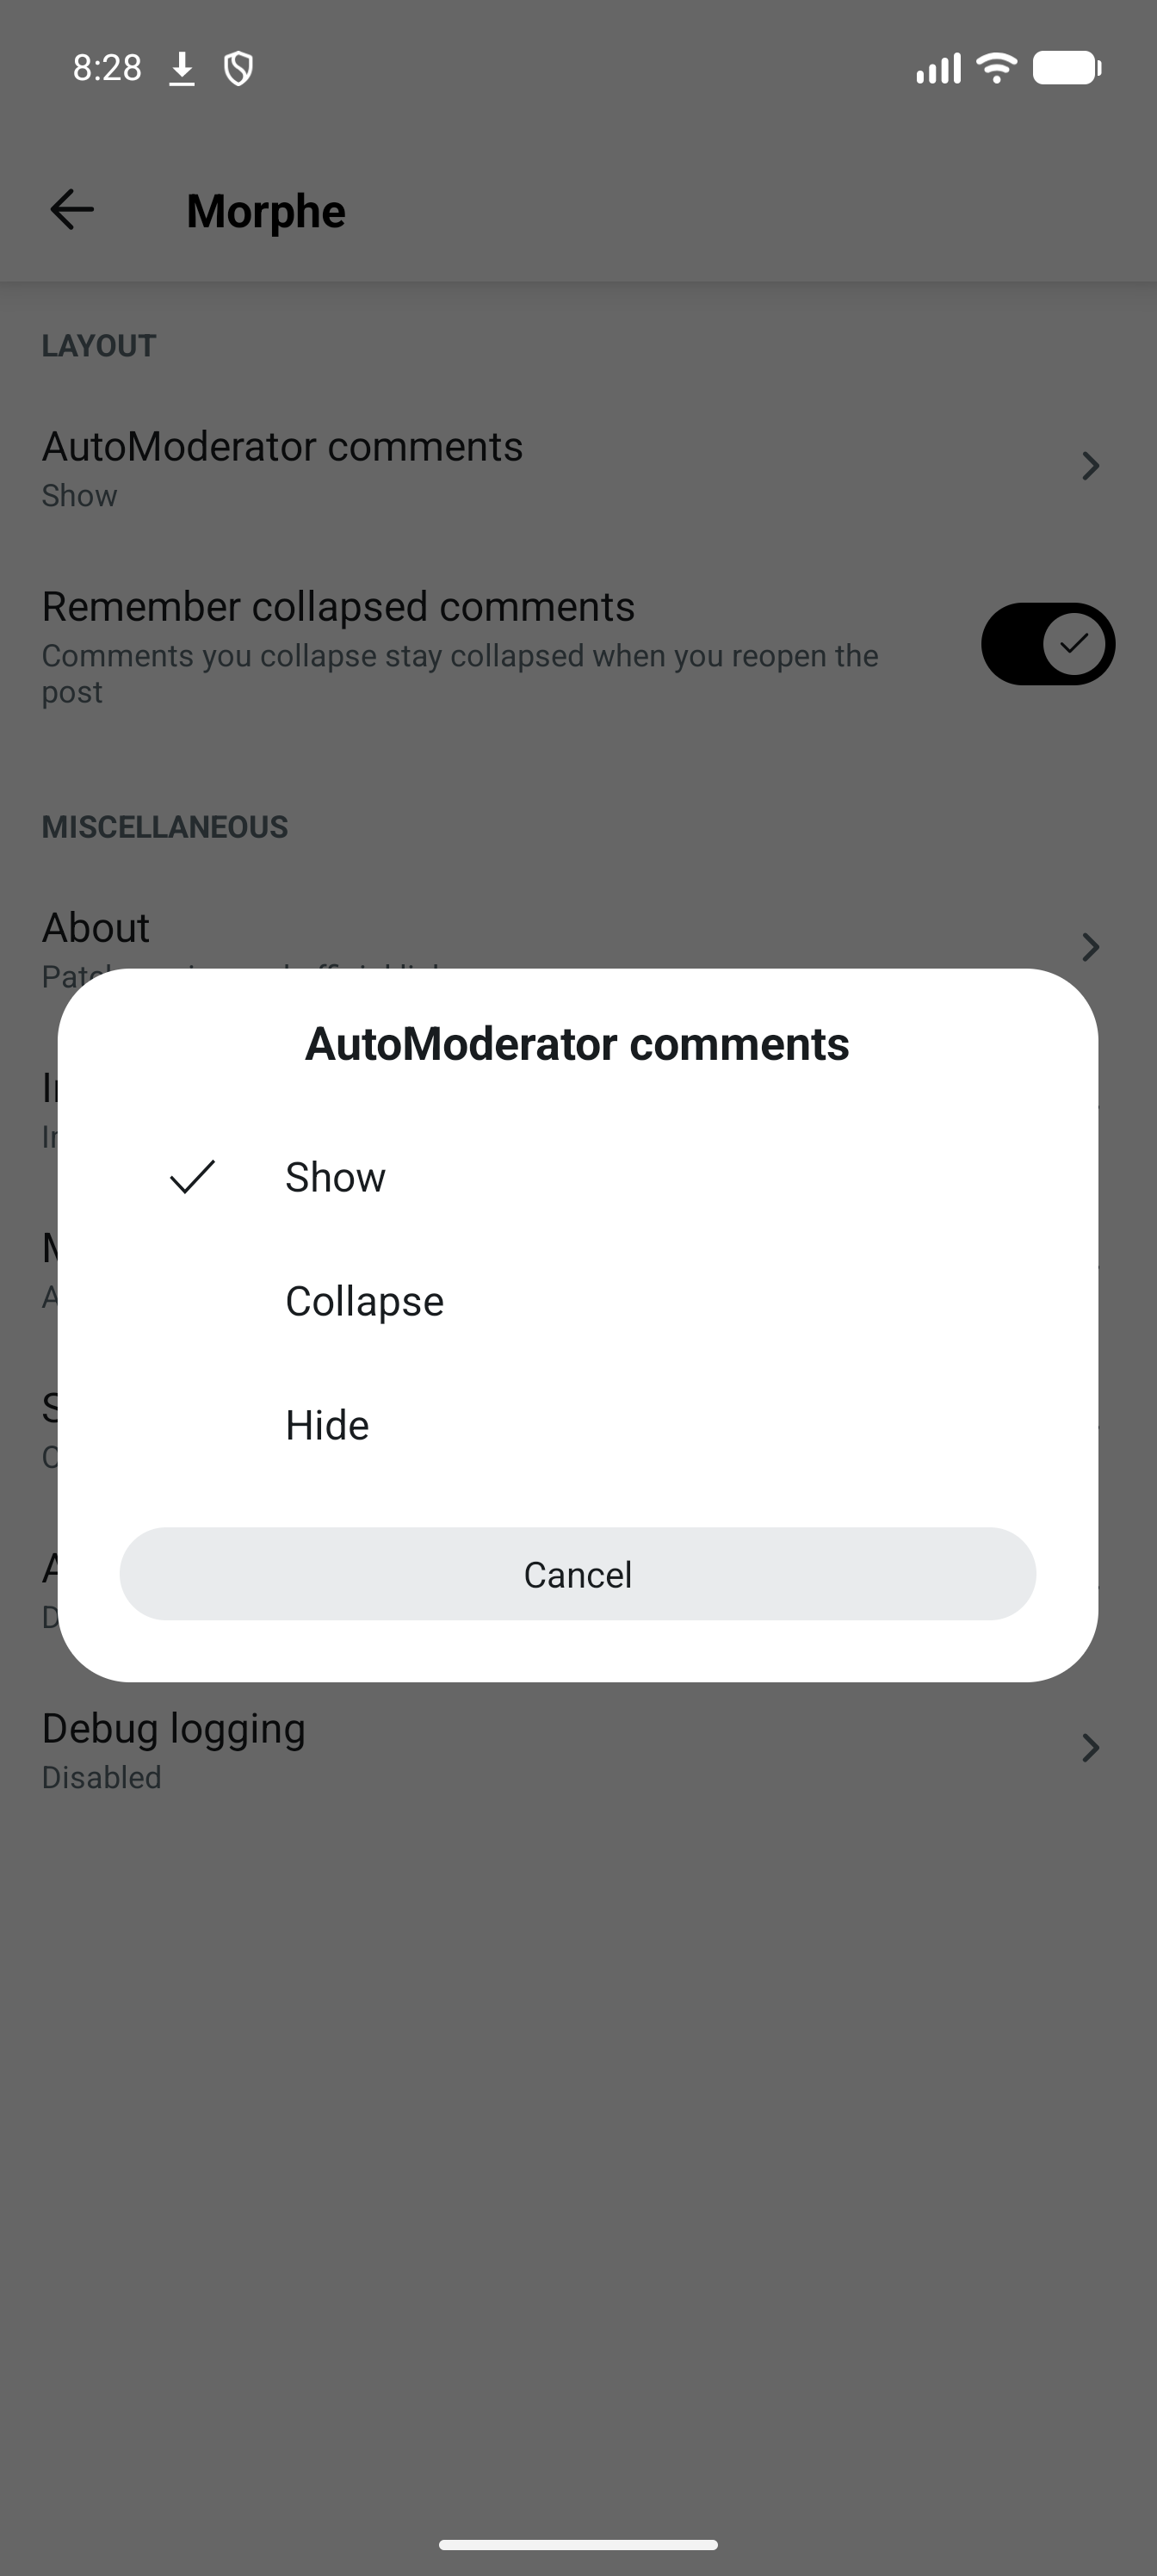 8:28
Morphe
LAYOUT
AutoModerator comments
Show
Remember collapsed comments
Comments you collapse stay collapsed when you reopen the
post
MISCELLANEOUS
About
AutoModerator comments
Show
Collapse
Hide
Cancel
Debug logging
Disabled